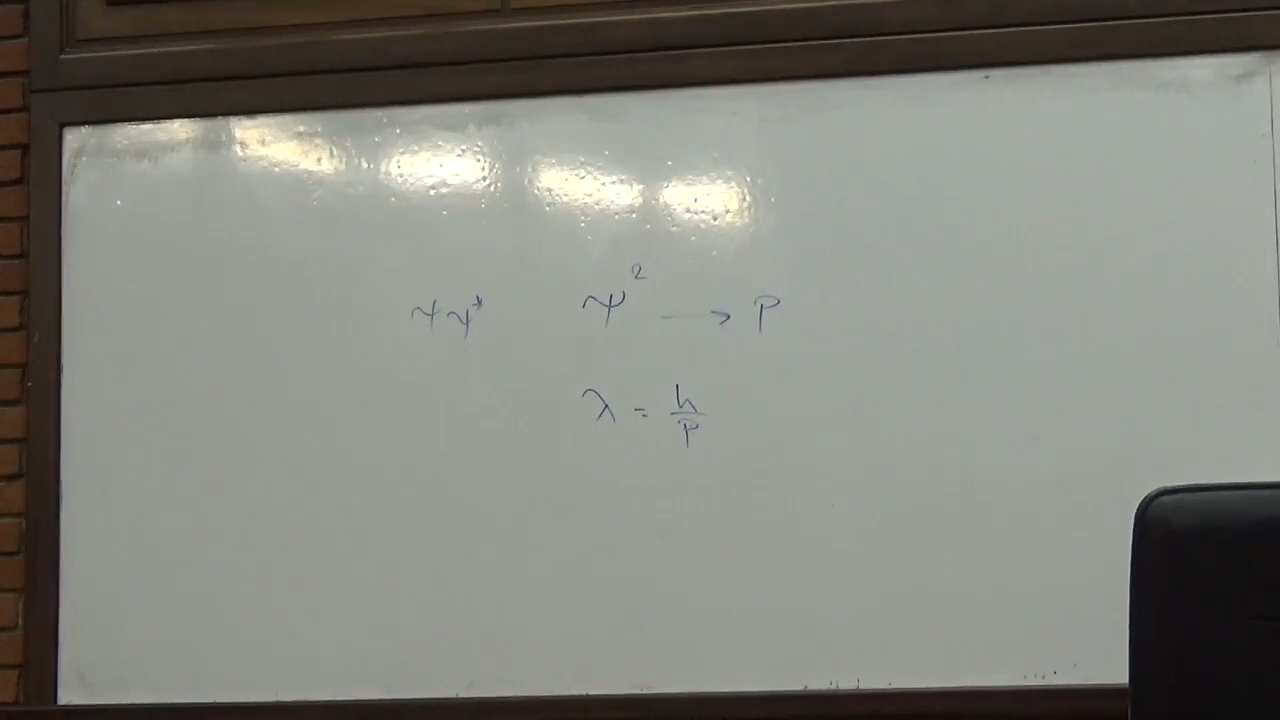 ψψ* ψ² → P
λ = h/P